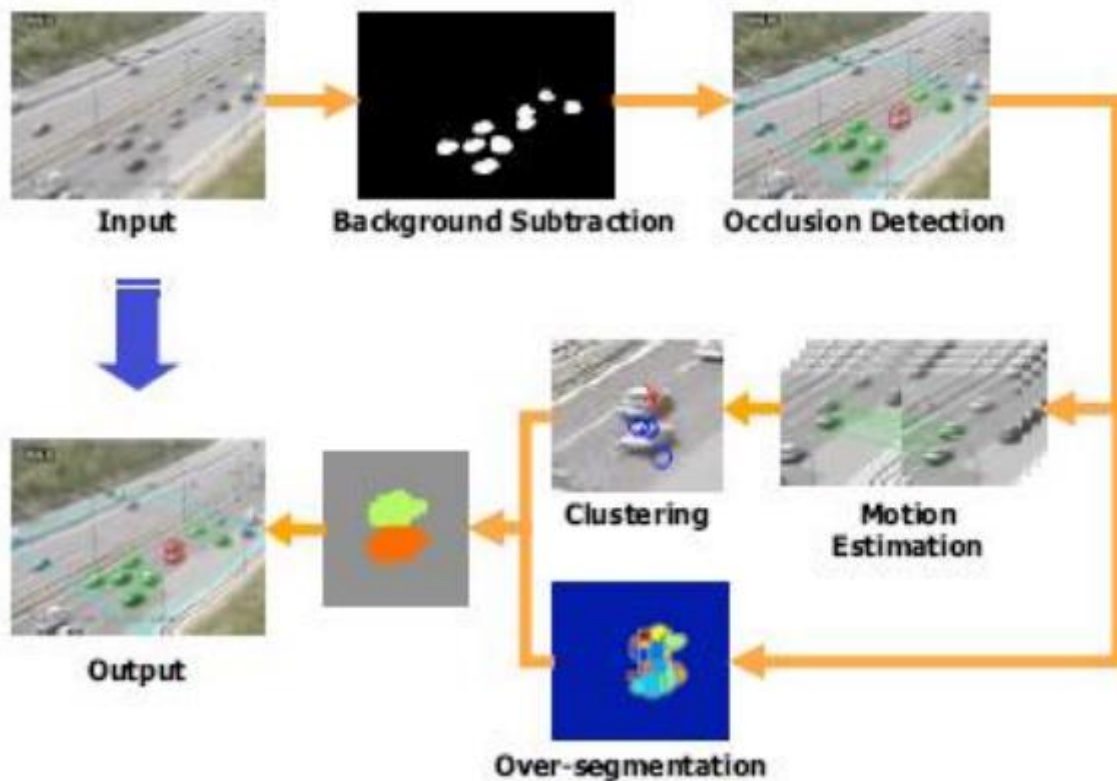 Input
Background Subtraction
Occlusion Detection
Clustering
Motion
Estimation
Output
Over-segmentation